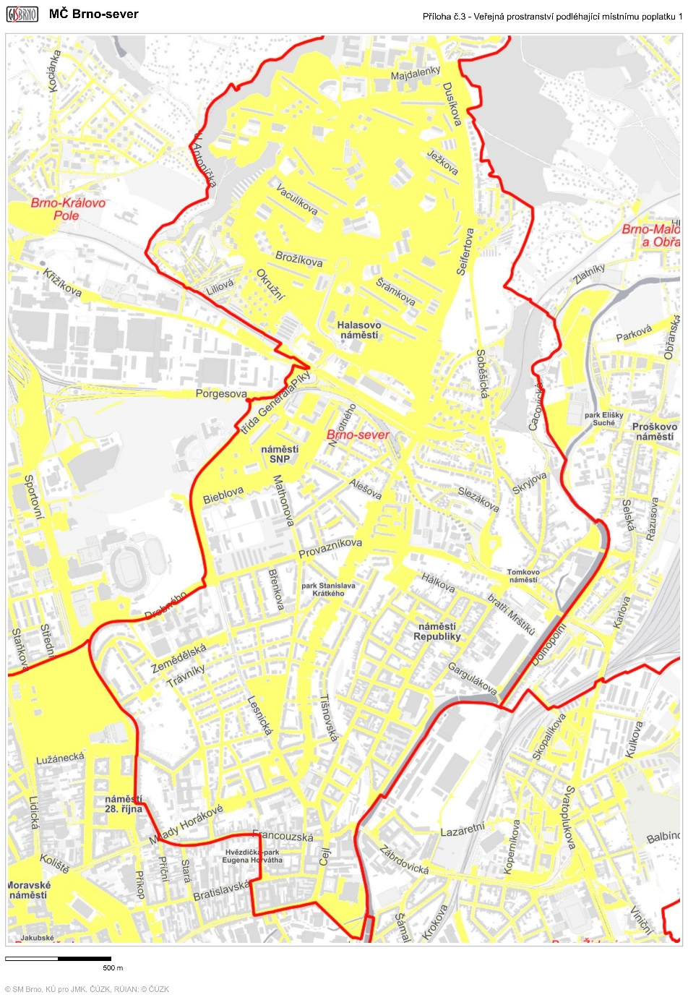 GISBRNO
MČ Brno-sever
Příloha č.3 - Veřejná prostranství podléhající místnímu poplatku 1
Kociánka
Majdalenky
Dusíkova
U Antoníčka
Ježkova
Brno-Královo
Pole
Vaculíkova
Brno-Malo
a Obřa
Seifertova
Brožíkova
Křižíkova
Liliová
Okružní
Zlatníky
Šrámkova
Halasovo
náměstí
Parková
Obřanská
Soběšická
třída Generála Píky
Porgesova
Cacovická
park Elišky
Suché
Proškovo
náměstí
Brno-sever
náměstí
SNP
Sportovní
Bieblova
Mathonova
Alešova
Slezákova
Skryjova
Selská
Rázusova
Provazníkova
Tomkovo
náměstí
Břenkova
park Stanislava
Krátkého
Hálkova
bratří Mrštíků
Drobného
Karlova
Staňkova
Střední
náměstí
Republiky
Dolnopolní
Zemědělská
Trávníky
Gargulákova
Lesnická
Tišnovská
Skopalíkova
Kulkova
Lužánecká
Lidická
náměstí
28. října
Svatoplukova
Milady Horákové
Francouzská
Lazaretní
Koperníkova
Balbínc
Hvězdička-park
Eugena Horvátha
Cejl
Zábrdovická
Koliště
Příční
Stará
Příkop
Bratislavská
Moravské
náměstí
Šámal
Krokova
Viniční
Jakubské
500 m
© SM Brno, KÚ pro JMK, ČÚZK, RÚIAN: © ČÚZK